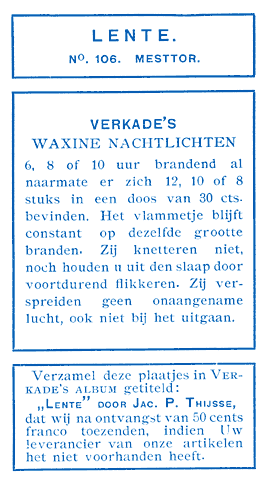 LENTE.
No. 106. MESTTOR.
VERKADE'S
WAXINE NACHTLICHTEN
6, 8 of 10 uur brandend al
naarmate er zich 12, 10 of 8
stuks in een doos van 30 cts.
bevinden. Het vlammetje blijft
constant op dezelfde grootte
branden. Zij knetteren niet,
noch houden u uit den slaap door
voortdurend flikkeren. Zij ver-
spreiden geen onaangename
lucht, ook niet bij het uitgaan.
Verzamel deze plaatjes in VER-
KADE'S ALBUM getiteld:
„LENTE” DOOR JAC. P. THIJSSE,
dat wij na ontvangst van 50 cents
franco toezenden, indien Uw
leverancier van onze artikelen
het niet voorhanden heeft.